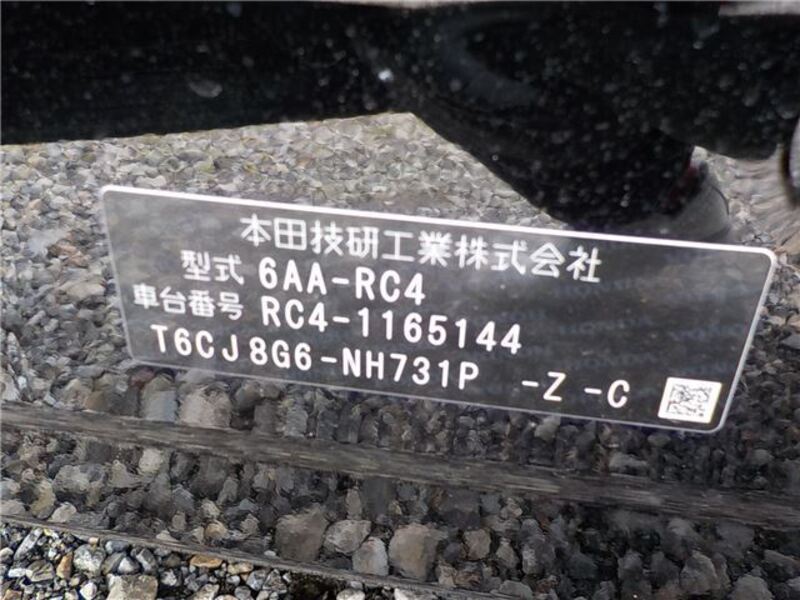 本田技研工業株式会社
型式 6AA-RC4
車台番号 RC4-1165144
T6CJ8G6-NH731P -Z -C